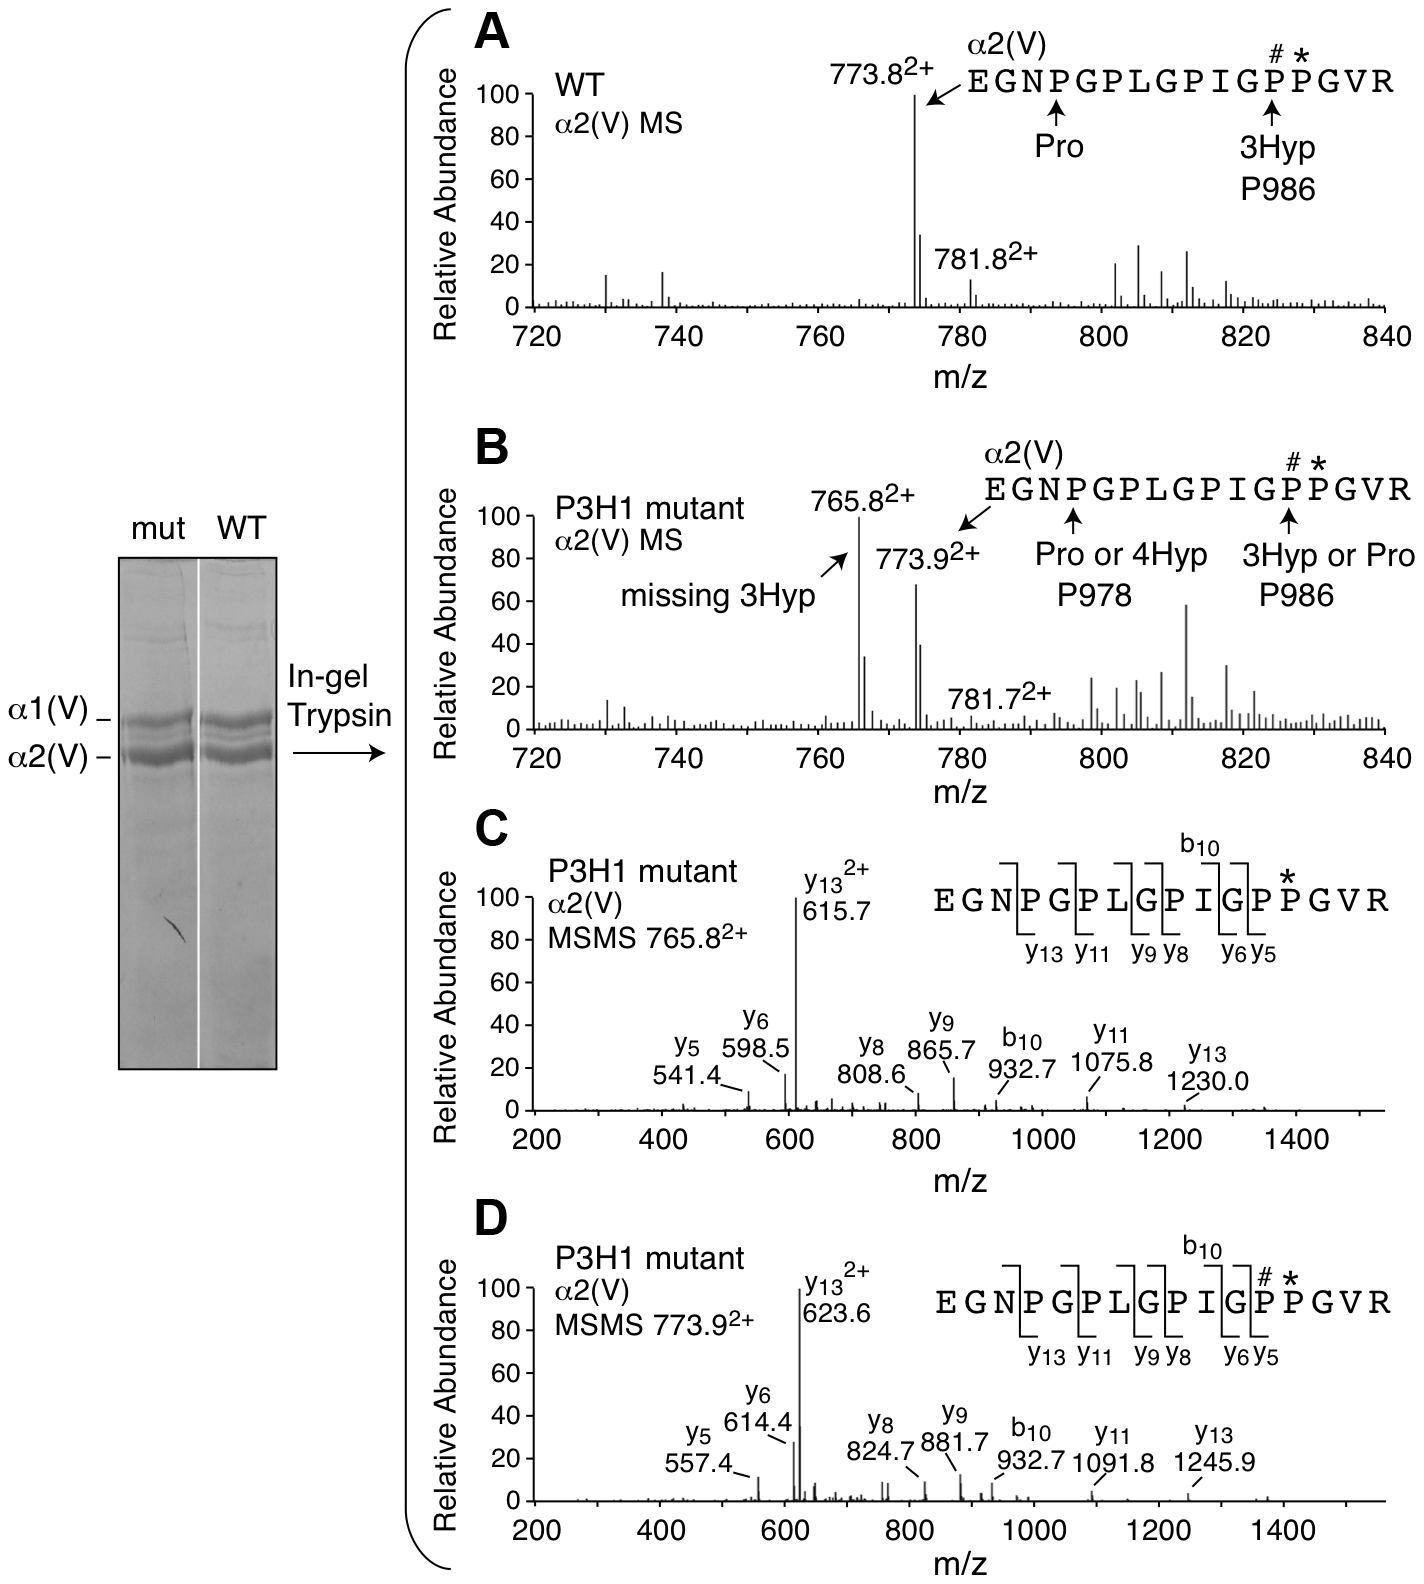 mut WT
α1(V)
α2(V)
In-gel
Trypsin
A
WT
α2(V) MS
Relative Abundance
100
80
60
40
20
0
773.8²⁺
781.8²⁺
α2(V)
# *
EGNPGPLGPIGPPGVR
Pro
3Hyp
P986
720 740 760 780 800 820 840
m/z
B
P3H1 mutant
α2(V) MS
Relative Abundance
100
80
60
40
20
0
765.8²⁺
773.9²⁺
missing 3Hyp
781.7²⁺
α2(V)
# *
EGNPGPLGPIGPPGVR
Pro or 4Hyp
P978
3Hyp or Pro
P986
720 740 760 780 800 820 840
m/z
C
P3H1 mutant
α2(V)
MSMS 765.8²⁺
Relative Abundance
100
80
60
40
20
0
y₁₃²⁺
615.7
b₁₀
*
EGNPGPLGPIGPPGVR
y₁₃ y₁₁ y₉ y₈ y₆ y₅
y₅
541.4
y₆
598.5
y₈
808.6
y₉
865.7
b₁₀
932.7
y₁₁
1075.8
y₁₃
1230.0
200 400 600 800 1000 1200 1400
m/z
D
P3H1 mutant
α2(V)
MSMS 773.9²⁺
Relative Abundance
100
80
60
40
20
0
y₁₃²⁺
623.6
b₁₀
# *
EGNPGPLGPIGPPGVR
y₁₃ y₁₁ y₉ y₈ y₆ y₅
y₅
557.4
y₆
614.4
y₈
824.7
y₉
881.7
b₁₀
932.7
y₁₁
1091.8
y₁₃
1245.9
200 400 600 800 1000 1200 1400
m/z